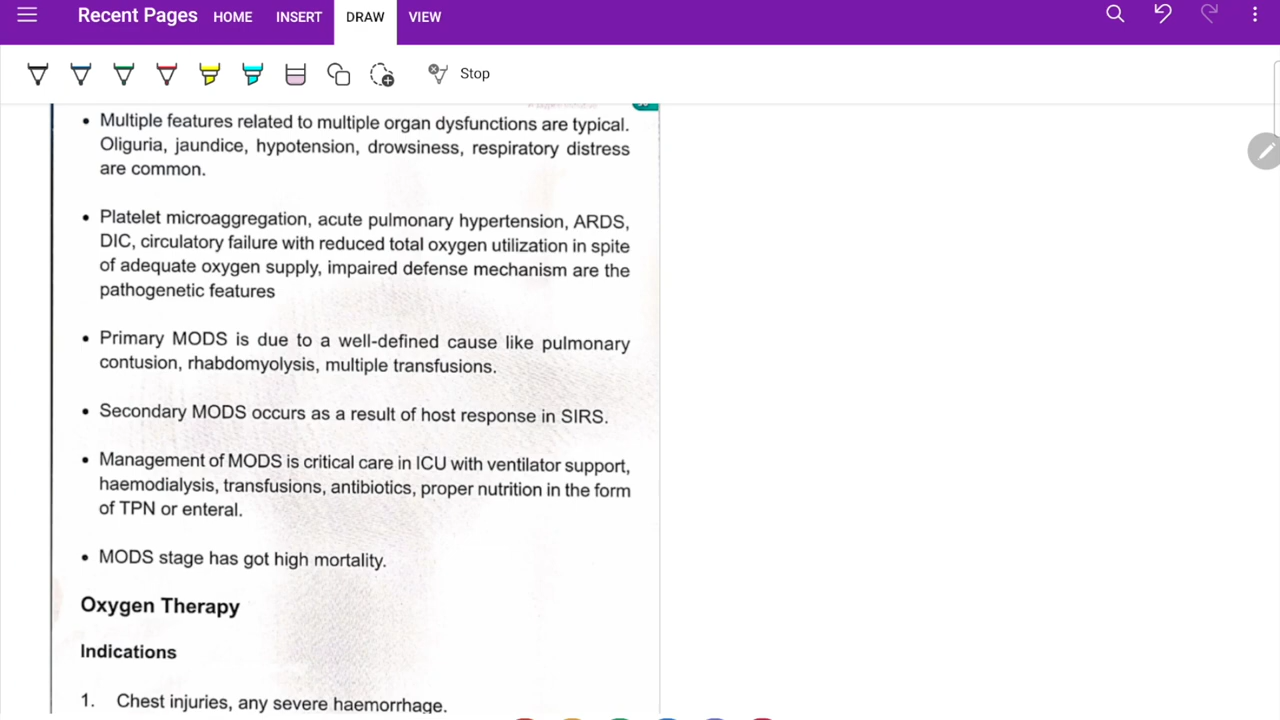 Recent Pages HOME INSERT DRAW VIEW
Stop
• Multiple features related to multiple organ dysfunctions are typical.
Oliguria, jaundice, hypotension, drowsiness, respiratory distress
are common.
• Platelet microaggregation, acute pulmonary hypertension, ARDS,
DIC, circulatory failure with reduced total oxygen utilization in spite
of adequate oxygen supply, impaired defense mechanism are the
pathogenetic features
• Primary MODS is due to a well-defined cause like pulmonary
contusion, rhabdomyolysis, multiple transfusions.
• Secondary MODS occurs as a result of host response in SIRS.
• Management of MODS is critical care in ICU with ventilator support,
haemodialysis, transfusions, antibiotics, proper nutrition in the form
of TPN or enteral.
• MODS stage has got high mortality.
Oxygen Therapy
Indications
1. Chest injuries, any severe haemorrhage.